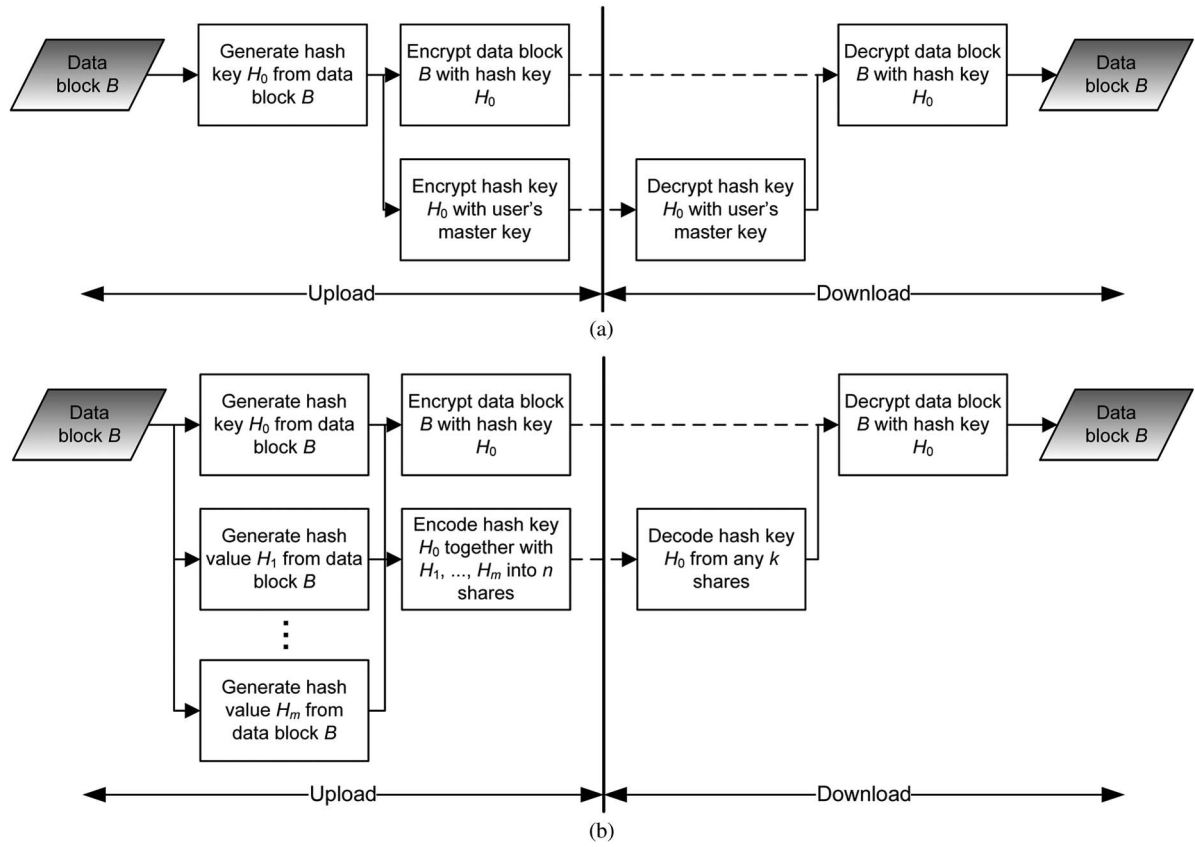 Data
block B
Generate hash
key H₀ from data
block B
Encrypt data block
B with hash key
H₀
Decrypt data block
B with hash key
H₀
Data
block B
Encrypt hash key
H₀ with user's
master key
Decrypt hash key
H₀ with user's
master key
Upload
Download
(a)
Data
block B
Generate hash
key H₀ from data
block B
Encrypt data block
B with hash key
H₀
Decrypt data block
B with hash key
H₀
Data
block B
Generate hash
value H₁ from data
block B
Encode hash key
H₀ together with
H₁, ..., Hₘ into n
shares
Decode hash key
H₀ from any k
shares
⋮
Generate hash
value Hₘ from
data block B
Upload
Download
(b)